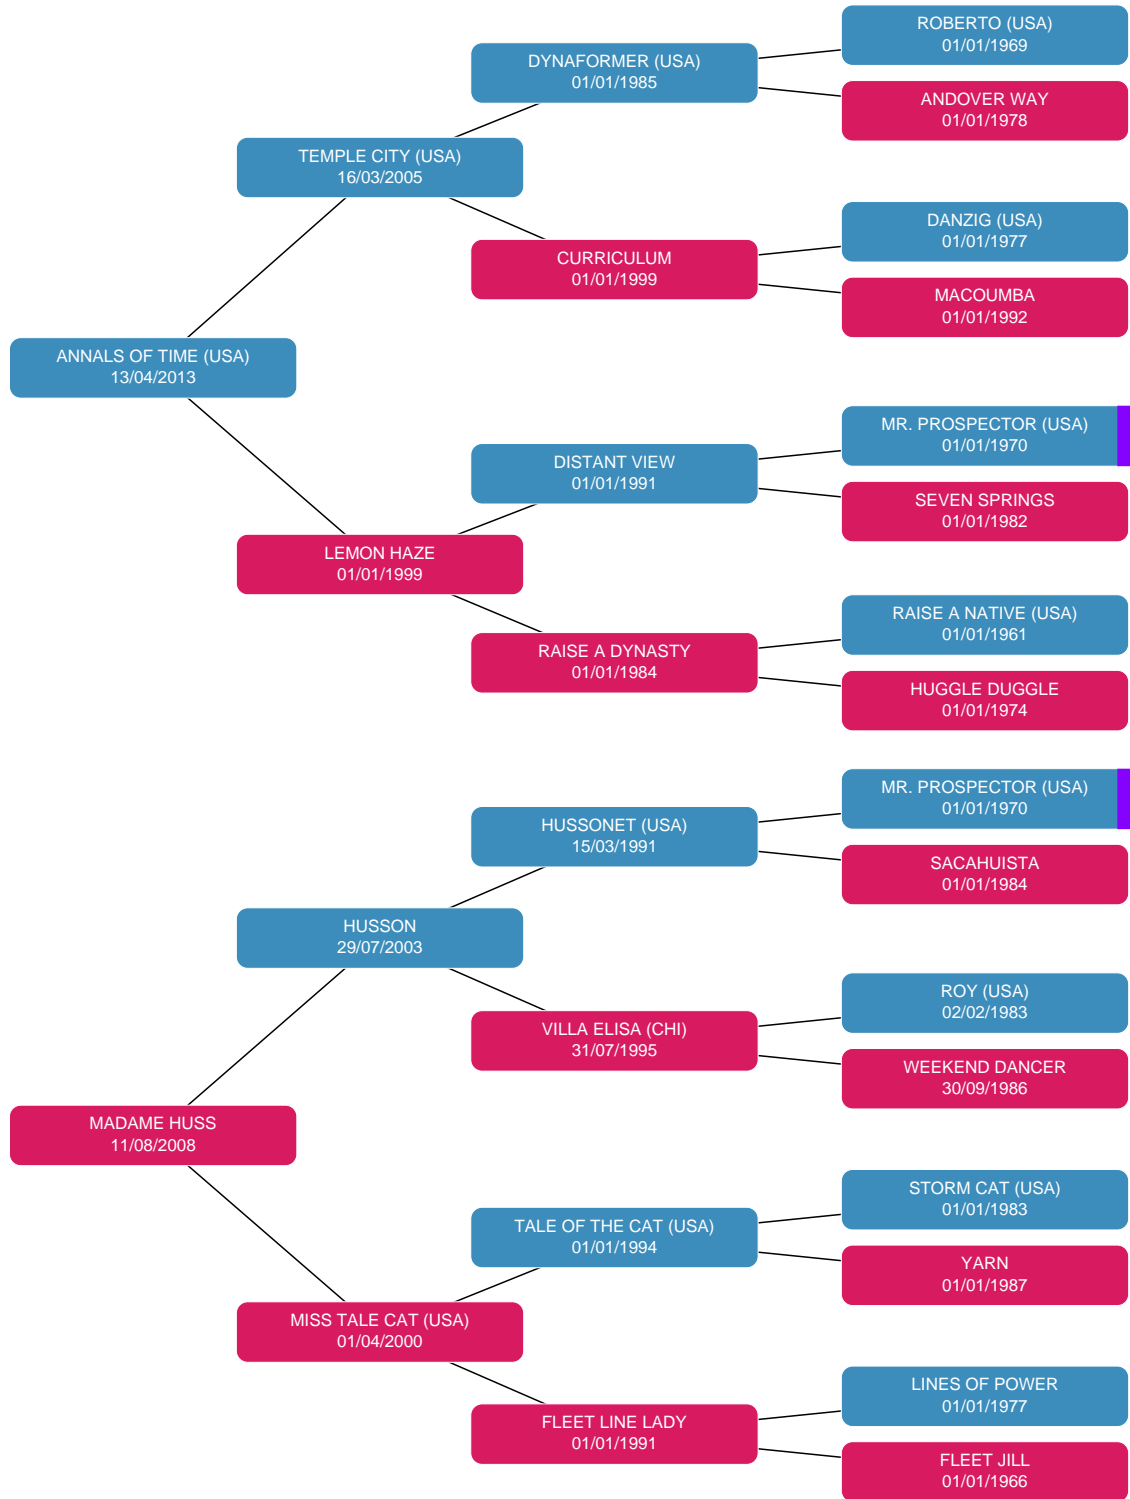 ROBERTO (USA)
01/01/1969
DYNAFORMER (USA)
01/01/1985
ANDOVER WAY
01/01/1978
TEMPLE CITY (USA)
16/03/2005
DANZIG (USA)
01/01/1977
CURRICULUM
01/01/1999
MACOUMBA
01/01/1992
ANNALS OF TIME (USA)
13/04/2013
MR. PROSPECTOR (USA)
01/01/1970
DISTANT VIEW
01/01/1991
SEVEN SPRINGS
01/01/1982
LEMON HAZE
01/01/1999
RAISE A NATIVE (USA)
01/01/1961
RAISE A DYNASTY
01/01/1984
HUGGLE DUGGLE
01/01/1974
MR. PROSPECTOR (USA)
01/01/1970
HUSSONET (USA)
15/03/1991
SACAHUISTA
01/01/1984
HUSSON
29/07/2003
ROY (USA)
02/02/1983
VILLA ELISA (CHI)
31/07/1995
WEEKEND DANCER
30/09/1986
MADAME HUSS
11/08/2008
STORM CAT (USA)
01/01/1983
TALE OF THE CAT (USA)
01/01/1994
YARN
01/01/1987
MISS TALE CAT (USA)
01/04/2000
LINES OF POWER
01/01/1977
FLEET LINE LADY
01/01/1991
FLEET JILL
01/01/1966